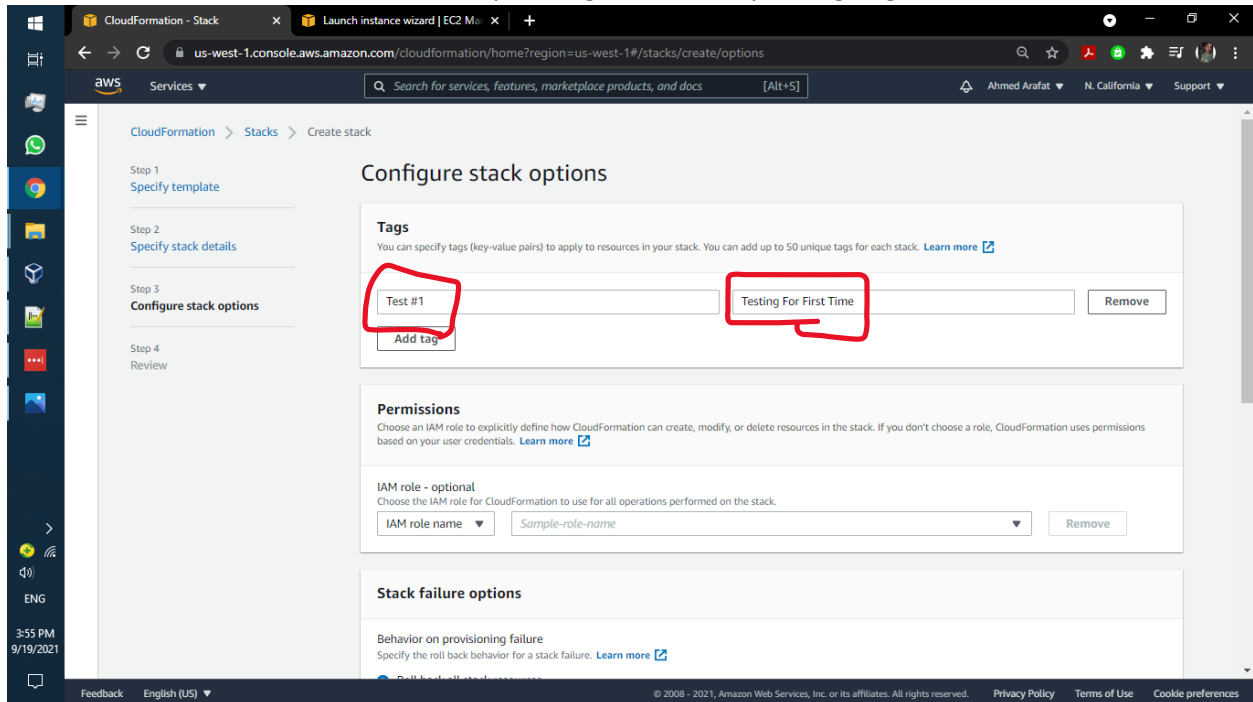 CloudFormation - Stack
Launch instance wizard | EC2 Ma
us-west-1.console.aws.amazon.com/cloudformation/home?region=us-west-1#/stacks/create/options
aws
Services
Search for services, features, marketplace products, and docs [Alt+S]
Ahmed Arafat
N. California
Support
CloudFormation > Stacks > Create stack
Step 1
Specify template
Step 2
Specify stack details
Step 3
Configure stack options
Step 4
Review
Configure stack options
Tags
You can specify tags (key-value pairs) to apply to resources in your stack. You can add up to 50 unique tags for each stack. Learn more
Test #1
Testing For First Time
Remove
Add tag
Permissions
Choose an IAM role to explicitly define how CloudFormation can create, modify, or delete resources in the stack. If you don't choose a role, CloudFormation uses permissions
based on your user credentials. Learn more
IAM role - optional
Choose the IAM role for CloudFormation to use for all operations performed on the stack.
IAM role name
Sample-role-name
Remove
Stack failure options
Behavior on provisioning failure
Specify the roll back behavior for a stack failure. Learn more
ENG
3:55 PM
9/19/2021
Feedback
English (US)
© 2008 - 2021, Amazon Web Services, Inc. or its affiliates. All rights reserved.
Privacy Policy
Terms of Use
Cookie preferences